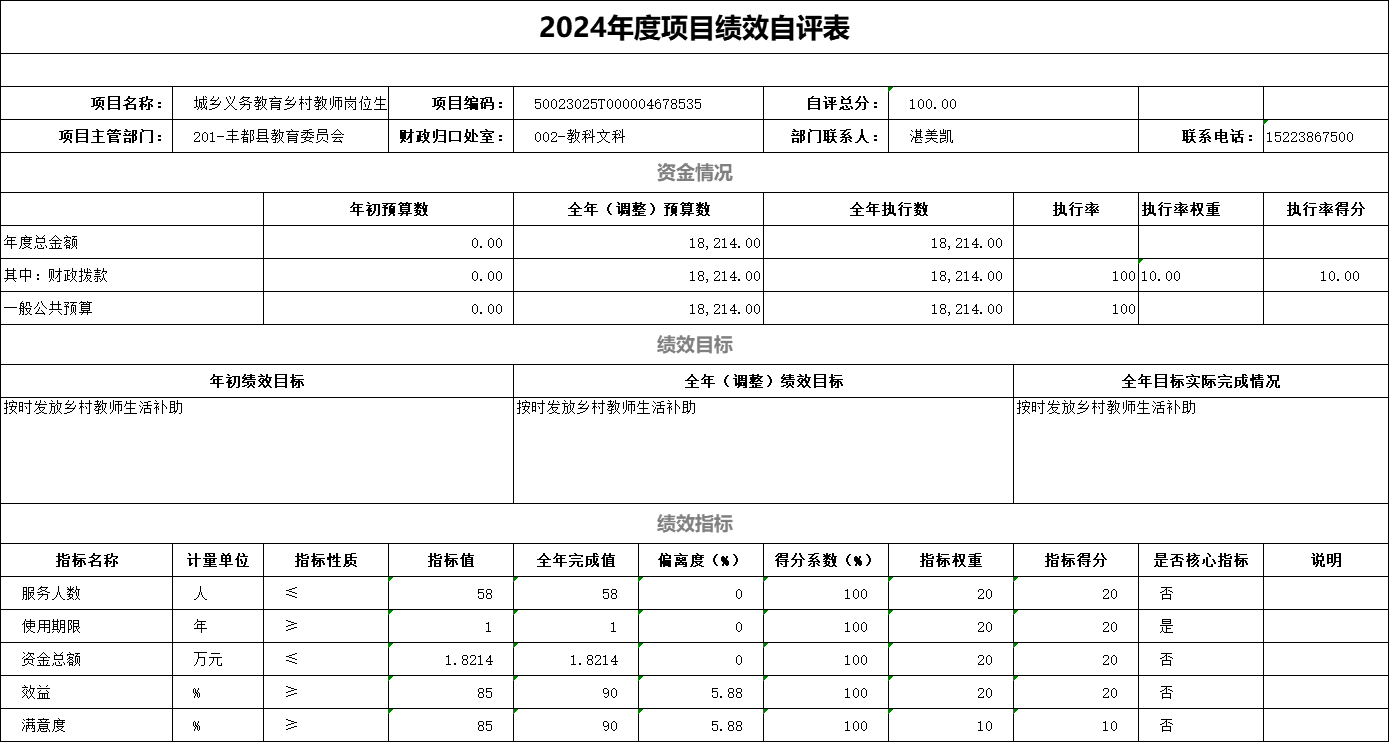 2024年度项目绩效自评表
项目名称： 城乡义务教育乡村教师岗位生 项目编码： 50023025T000004678535 自评总分： 100.00
项目主管部门： 201-丰都县教育委员会 财政归口处室： 002-教科文科 部门联系人： 湛美凯 联系电话： 15223867500
资金情况
年初预算数 全年（调整）预算数 全年执行数 执行率 执行率权重 执行率得分
年度总金额 0.00 18,214.00 18,214.00
其中：财政拨款 0.00 18,214.00 18,214.00 100 10.00 10.00
一般公共预算 0.00 18,214.00 18,214.00 100
绩效目标
年初绩效目标 全年（调整）绩效目标 全年目标实际完成情况
按时发放乡村教师生活补助 按时发放乡村教师生活补助 按时发放乡村教师生活补助
绩效指标
指标名称 计量单位 指标性质 指标值 全年完成值 偏离度（%） 得分系数（%） 指标权重 指标得分 是否核心指标 说明
服务人数 人 ≤ 58 58 0 100 20 20 否
使用期限 年 ≥ 1 1 0 100 20 20 是
资金总额 万元 ≤ 1.8214 1.8214 0 100 20 20 否
效益 % ≥ 85 90 5.88 100 20 20 否
满意度 % ≥ 85 90 5.88 100 10 10 否